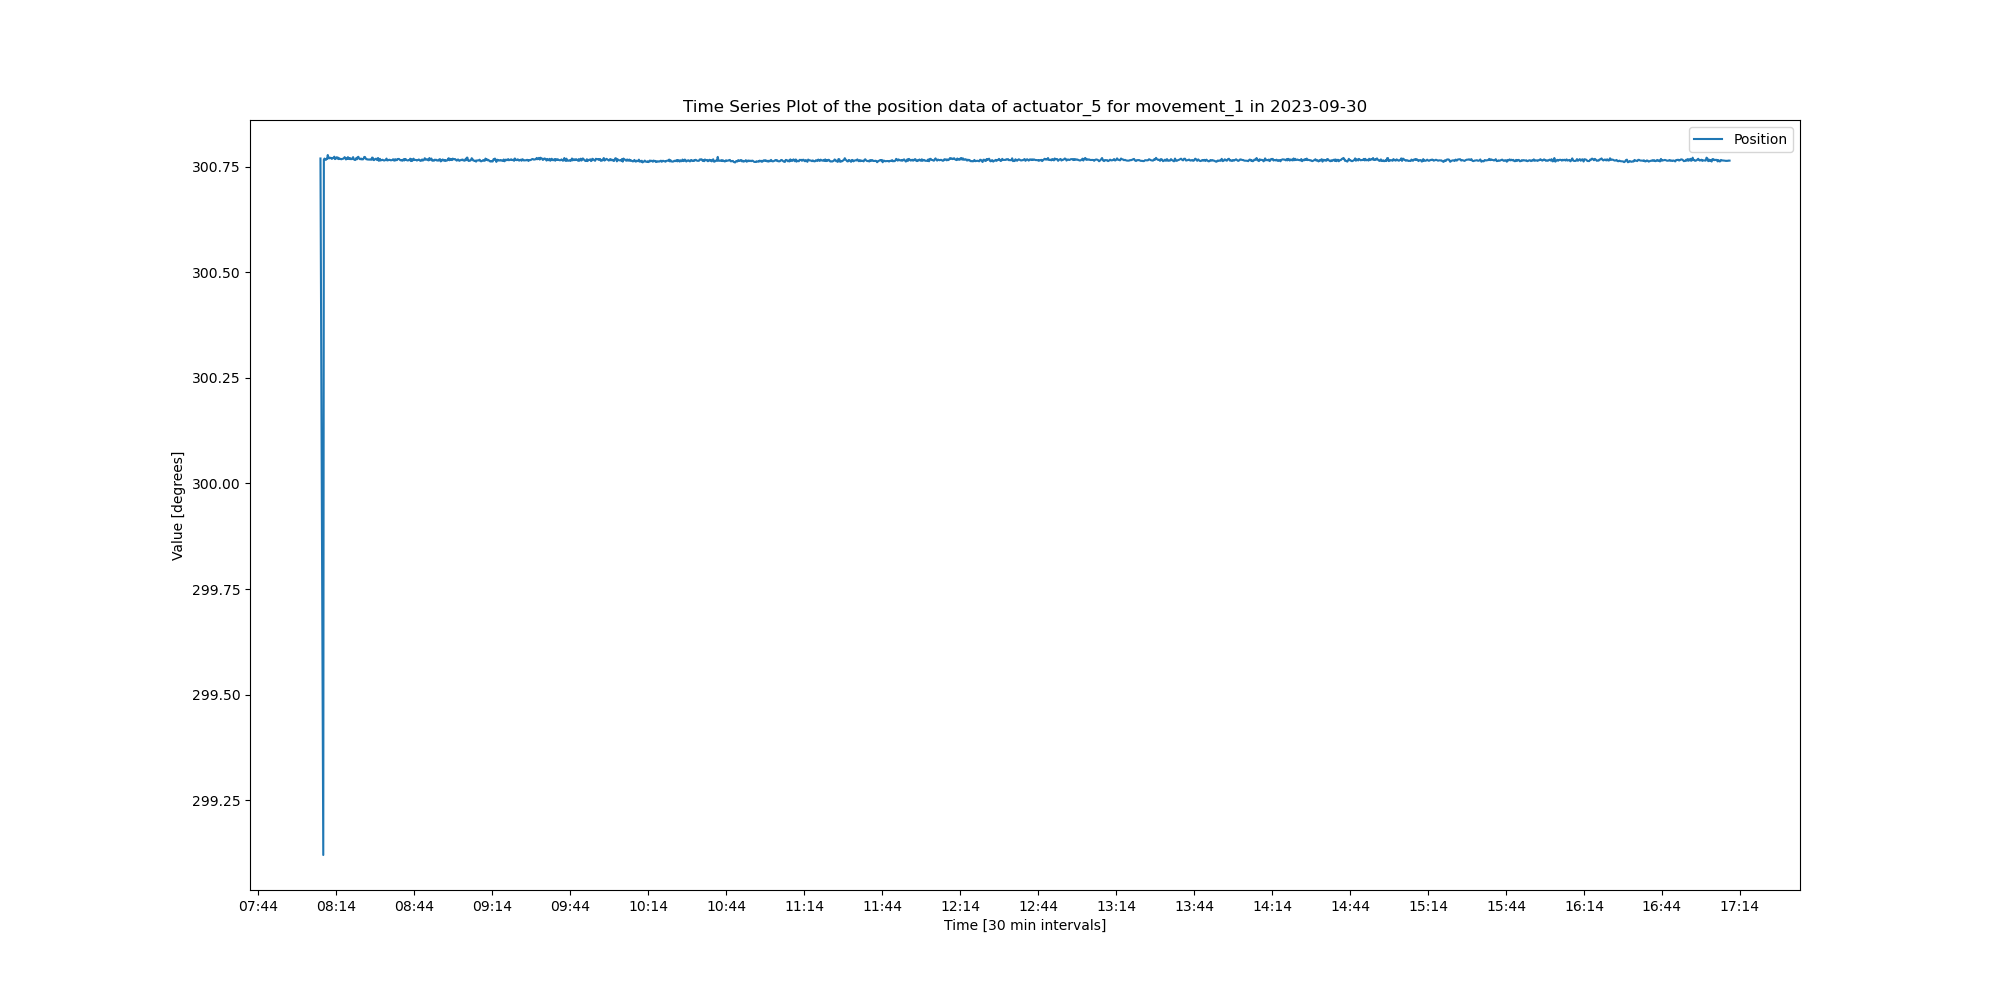 Time Series Plot of the position data of actuator_5 for movement_1 in 2023-09-30
Position
300.75
300.50
300.25
300.00
299.75
299.50
299.25
Value [degrees]
07:44 08:14 08:44 09:14 09:44 10:14 10:44 11:14 11:44 12:14 12:44 13:14 13:44 14:14 14:44 15:14 15:44 16:14 16:44 17:14
Time [30 min intervals]